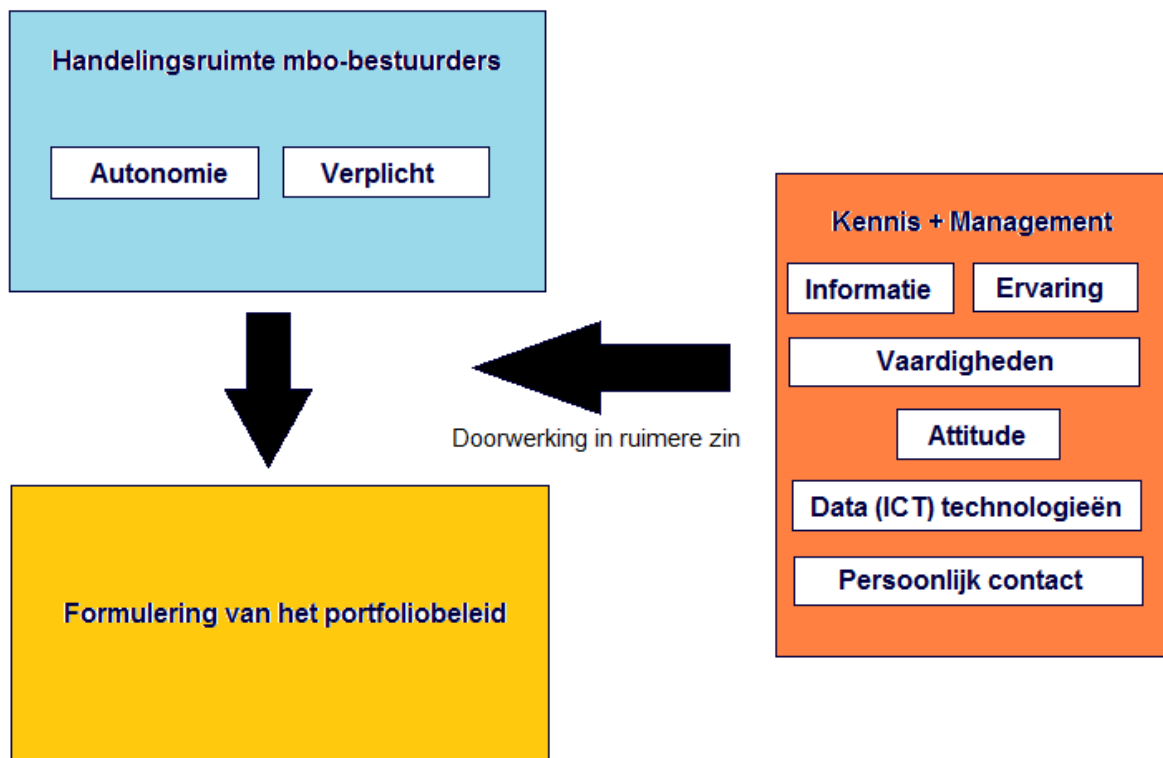 Handelingsruimte mbo-bestuurders
Autonomie
Verplicht
Kennis + Management
Informatie
Ervaring
Vaardigheden
Attitude
Data (ICT) technologieën
Persoonlijk contact
Doorwerking in ruimere zin
Formulering van het portfoliobeleid